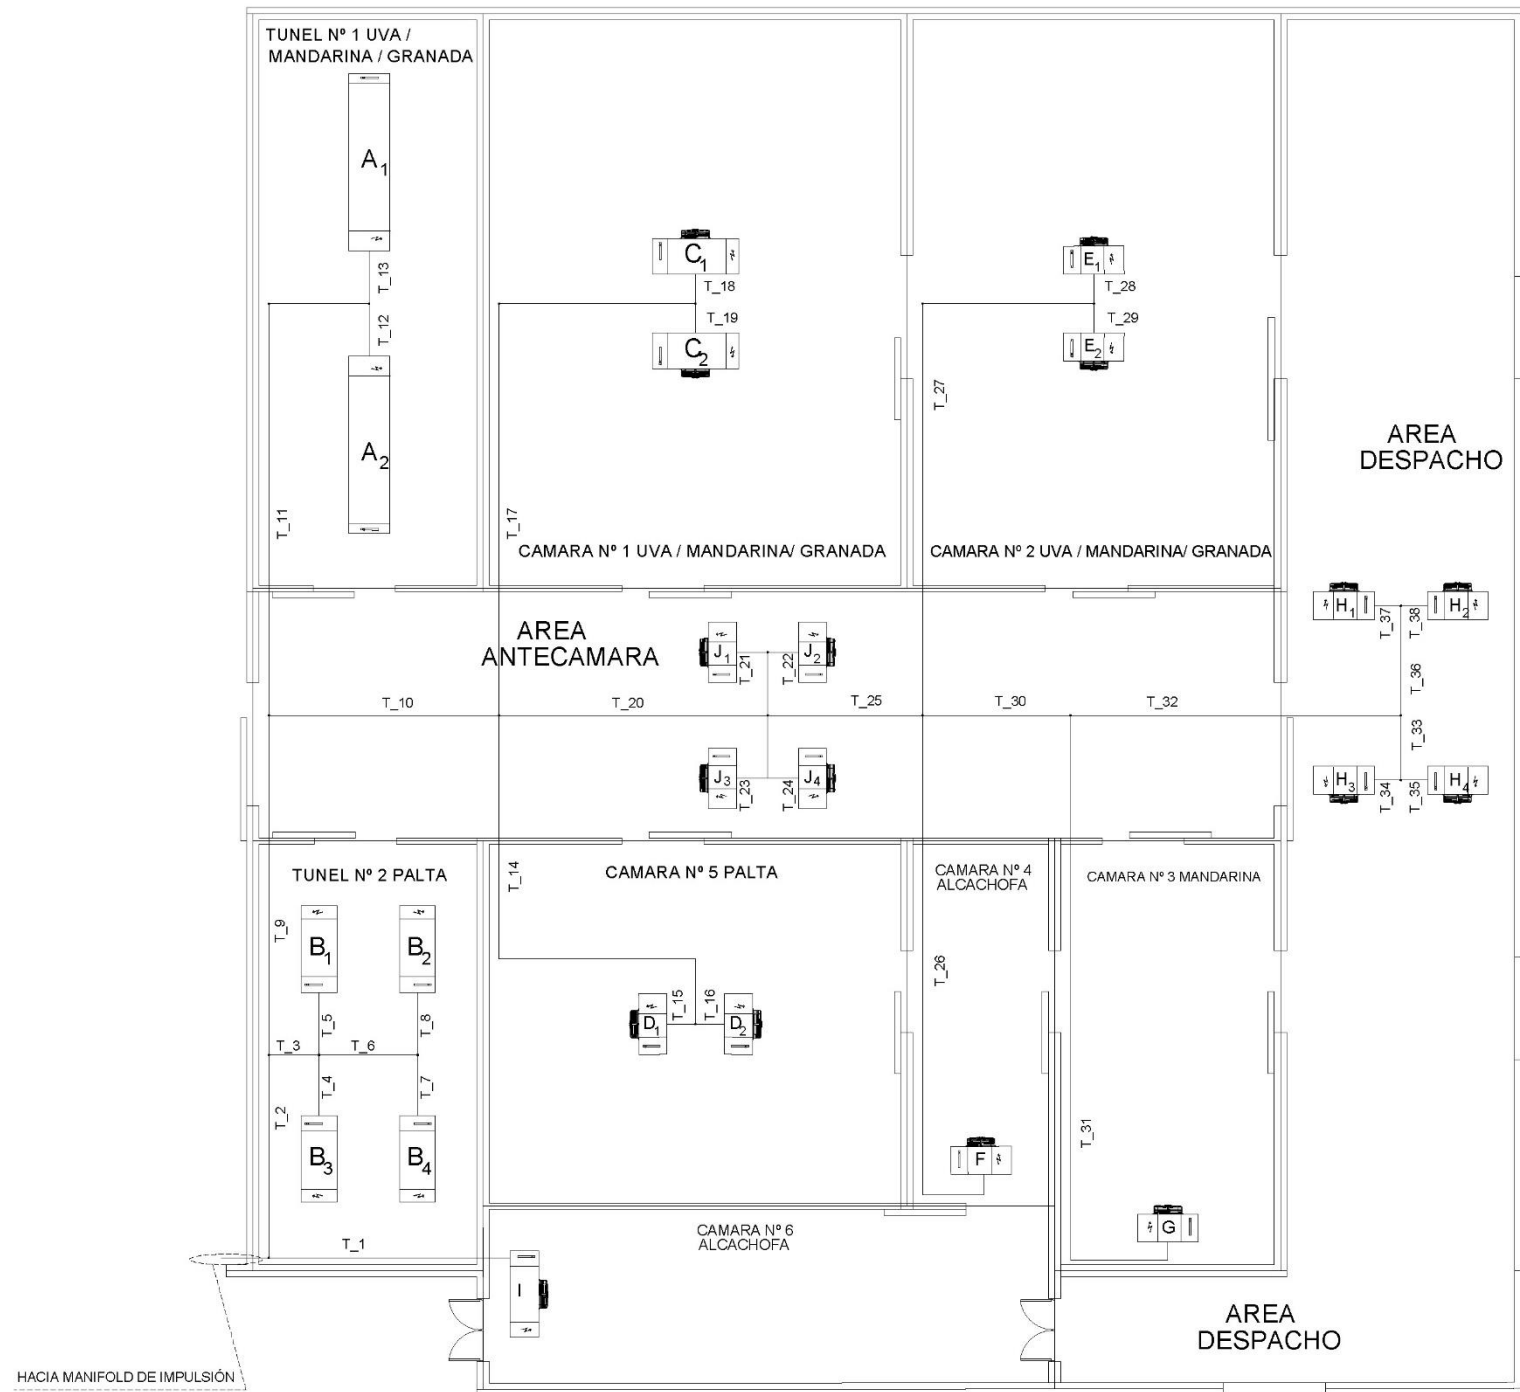 TUNEL Nº 1 UVA /
MANDARINA / GRANADA
A1
T_13
T_12
A2
T_11
C1
T_18
T_19
C2
T_17
CAMARA Nº 1 UVA / MANDARINA/ GRANADA
E1
T_28
T_29
E2
T_27
CAMARA Nº 2 UVA / MANDARINA/ GRANADA
AREA
DESPACHO
H1
T_37
T_38
H2
T_36
T_33
H3
T_34
T_35
H4
AREA
ANTECAMARA
J1
T_21
T_22
J2
T_10
T_20
T_25
T_30
T_32
J3
T_23
T_24
J4
TUNEL Nº 2 PALTA
T_9
B1
B2
T_5
T_8
T_3
T_6
T_4
T_7
T_2
B3
B4
T_1
T_14
CAMARA Nº 5 PALTA
D1
T_15
T_16
D2
CAMARA Nº 4
ALCACHOFA
T_26
F
CAMARA Nº 3 MANDARINA
T_31
G
CAMARA Nº 6
ALCACHOFA
I
AREA
DESPACHO
HACIA MANIFOLD DE IMPULSIÓN